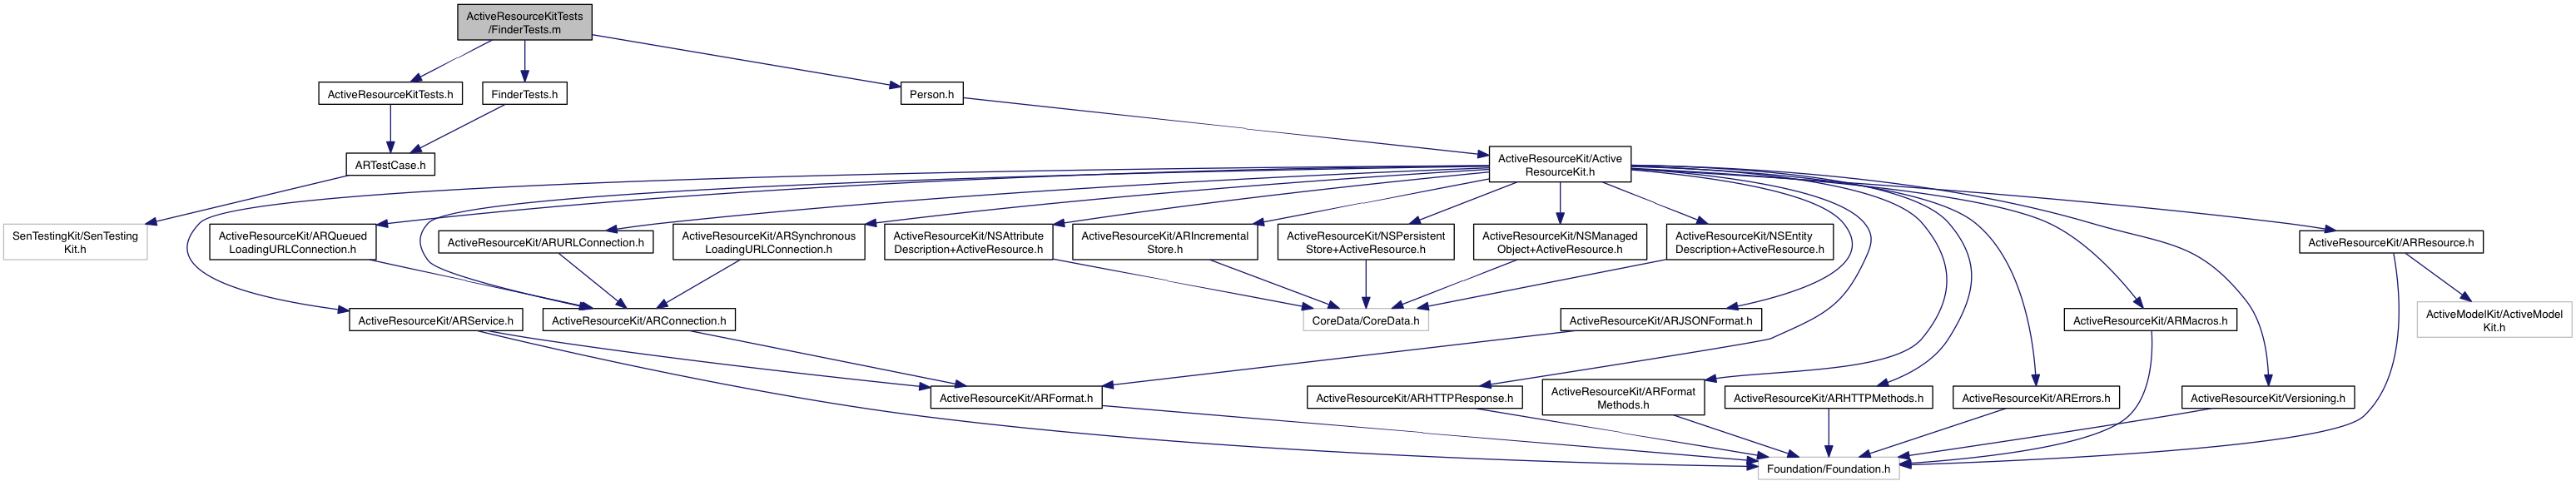 ActiveResourceKitTests
/FinderTests.m
ActiveResourceKitTests.h
FinderTests.h
Person.h
ARTestCase.h
ActiveResourceKit/Active
ResourceKit.h
SenTestingKit/SenTesting
Kit.h
ActiveResourceKit/ARQueued
LoadingURLConnection.h
ActiveResourceKit/ARURLConnection.h
ActiveResourceKit/ARSynchronous
LoadingURLConnection.h
ActiveResourceKit/NSAttribute
Description+ActiveResource.h
ActiveResourceKit/ARIncremental
Store.h
ActiveResourceKit/NSPersistent
Store+ActiveResource.h
ActiveResourceKit/NSManaged
Object+ActiveResource.h
ActiveResourceKit/NSEntity
Description+ActiveResource.h
ActiveResourceKit/ARResource.h
ActiveResourceKit/ARService.h
ActiveResourceKit/ARConnection.h
CoreData/CoreData.h
ActiveResourceKit/ARJSONFormat.h
ActiveResourceKit/ARMacros.h
ActiveModelKit/ActiveModel
Kit.h
ActiveResourceKit/ARFormat.h
ActiveResourceKit/ARHTTPResponse.h
ActiveResourceKit/ARFormat
Methods.h
ActiveResourceKit/ARHTTPMethods.h
ActiveResourceKit/ARErrors.h
ActiveResourceKit/Versioning.h
Foundation/Foundation.h